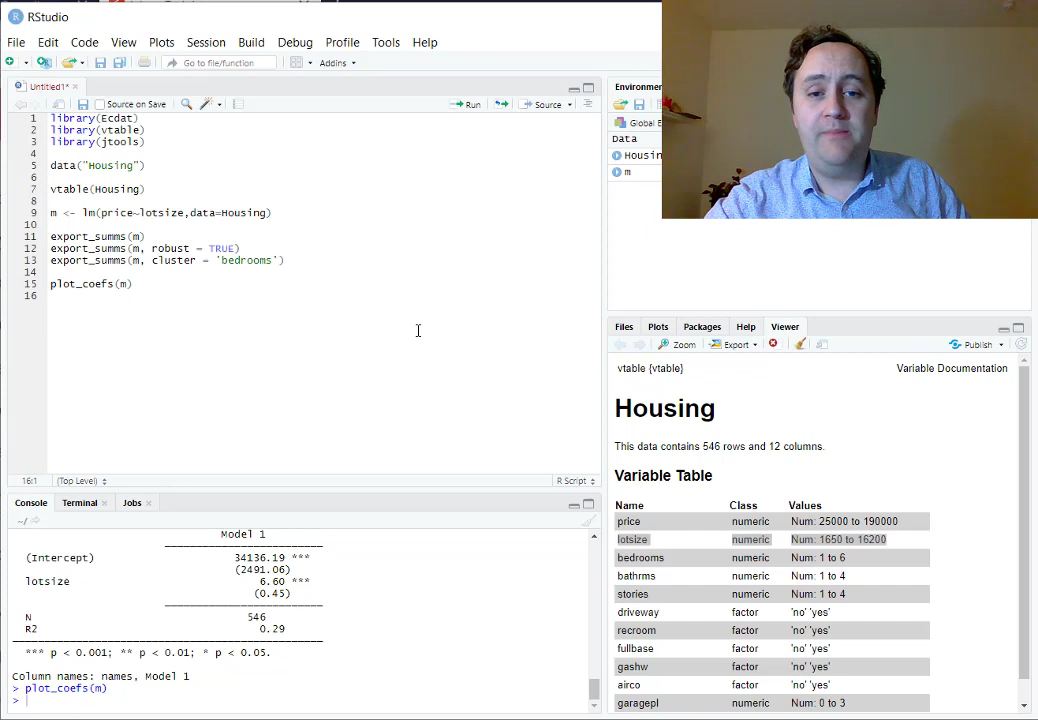 RStudio
File Edit Code View Plots Session Build Debug Profile Tools Help
Go to file/function Addins
Untitled1*
Source on Save Run Source
1 library(Ecdat)
2 library(vtable)
3 library(jtools)
4
5 data("Housing")
6
7 vtable(Housing)
8
9 m <- lm(price~lotsize,data=Housing)
10
11 export_summs(m)
12 export_summs(m, robust = TRUE)
13 export_summs(m, cluster = 'bedrooms')
14
15 plot_coefs(m)
16
16:1 (Top Level) R Script
Console Terminal Jobs
~/
Model 1
(Intercept) 34136.19 ***
(2491.06)
lotsize 6.60 ***
(0.45)
N 546
R2 0.29
*** p < 0.001; ** p < 0.01; * p < 0.05.
Column names: names, Model 1
> plot_coefs(m)
>
Environ
Global E
Data
Housin
m
Files Plots Packages Help Viewer
Zoom Export Publish
vtable {vtable} Variable Documentation
Housing
This data contains 546 rows and 12 columns.
Variable Table
Name Class Values
price numeric Num: 25000 to 190000
lotsize numeric Num: 1650 to 16200
bedrooms numeric Num: 1 to 6
bathrms numeric Num: 1 to 4
stories numeric Num: 1 to 4
driveway factor 'no' 'yes'
recroom factor 'no' 'yes'
fullbase factor 'no' 'yes'
gashw factor 'no' 'yes'
airco factor 'no' 'yes'
garagepl numeric Num: 0 to 3